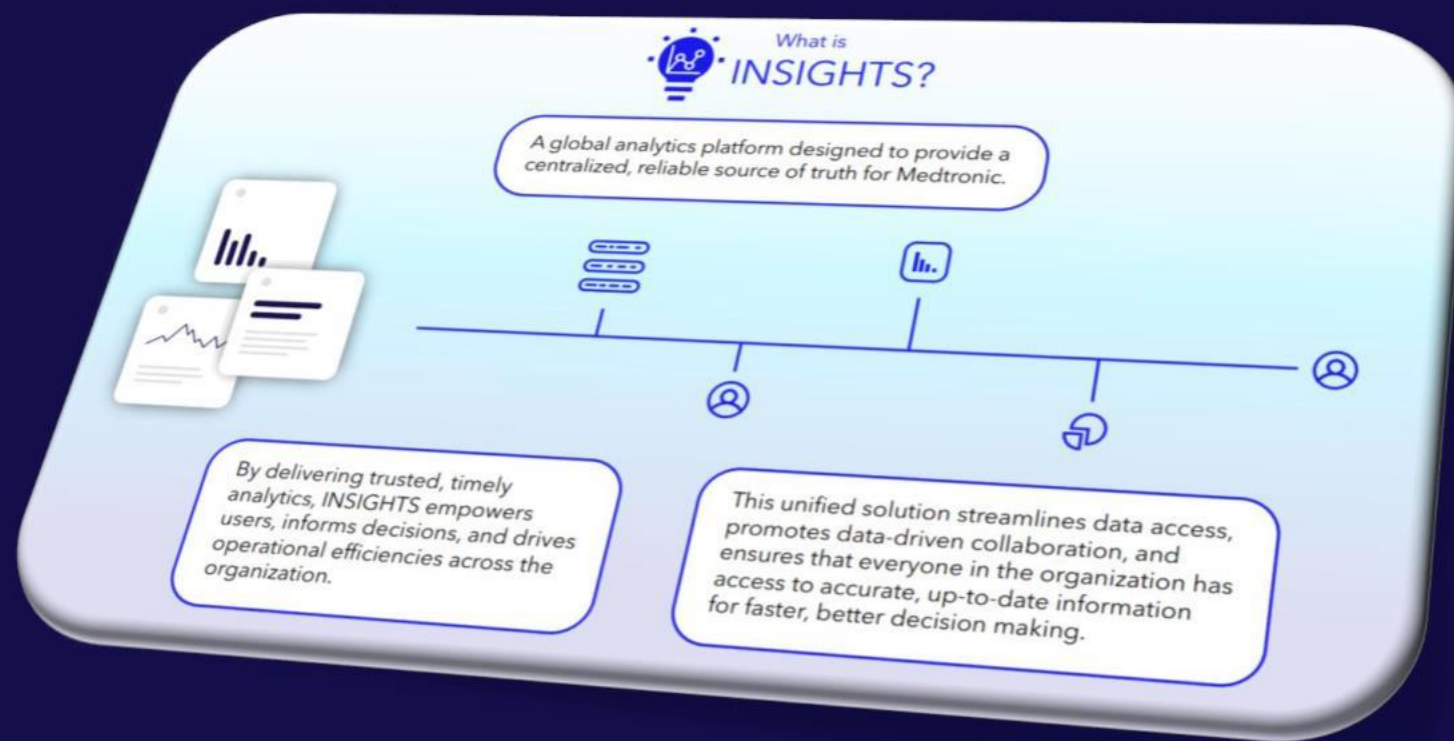 What is
INSIGHTS?
A global analytics platform designed to provide a
centralized, reliable source of truth for Medtronic.
By delivering trusted, timely
analytics, INSIGHTS empowers
users, informs decisions, and drives
operational efficiencies across the
organization.
This unified solution streamlines data access,
promotes data-driven collaboration, and
ensures that everyone in the organization has
access to accurate, up-to-date information
for faster, better decision making.